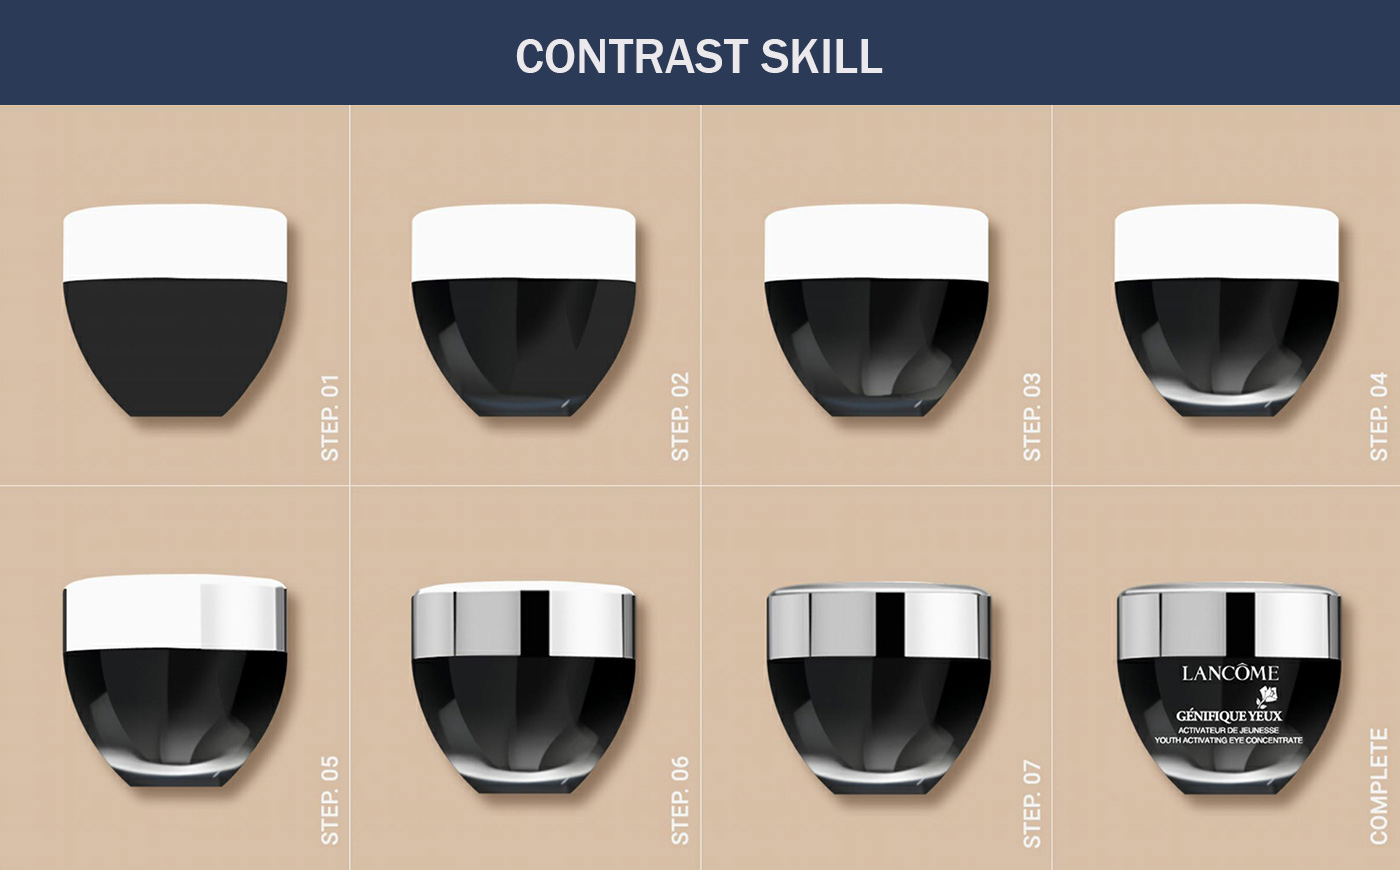 CONTRAST SKILL
STEP. 01
STEP. 02
STEP. 03
STEP. 04
STEP. 05
STEP. 06
STEP. 07
LANCÔME
GÉNIFIQUE YEUX
ACTIVATEUR DE JEUNESSE
YOUTH ACTIVATING EYE CONCENTRATE
COMPLETE